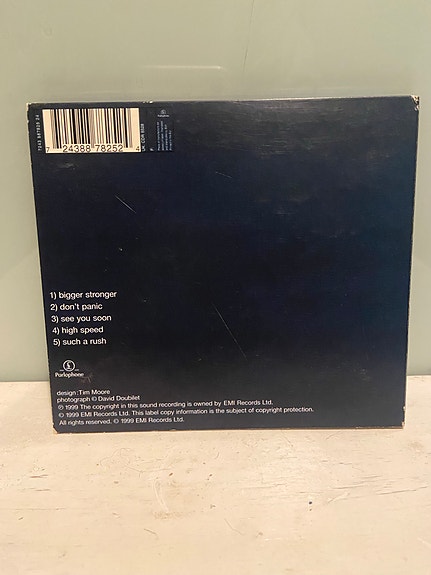 7 24388 78252 4
1) bigger stronger
2) don't panic
3) see you soon
4) high speed
5) such a rush
Parlophone
design: Tim Moore
photograph © David Doubilet
℗ 1999 The copyright in this sound recording is owned by EMI Records Ltd.
© 1999 EMI Records Ltd. This label copy information is the subject of copyright protection.
All rights reserved. © 1999 EMI Records Ltd.